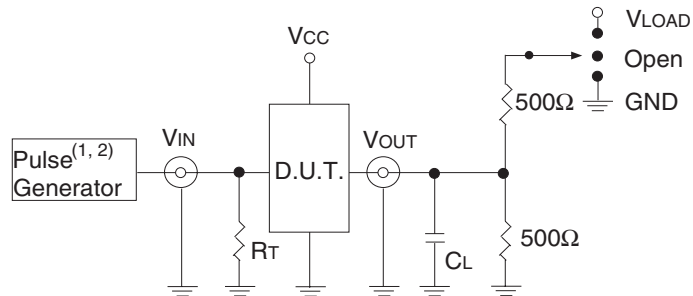 VLOAD
VCC
Open
500Ω
GND
VIN
VOUT
Pulse(1, 2)
Generator
D.U.T.
RT
CL
500Ω